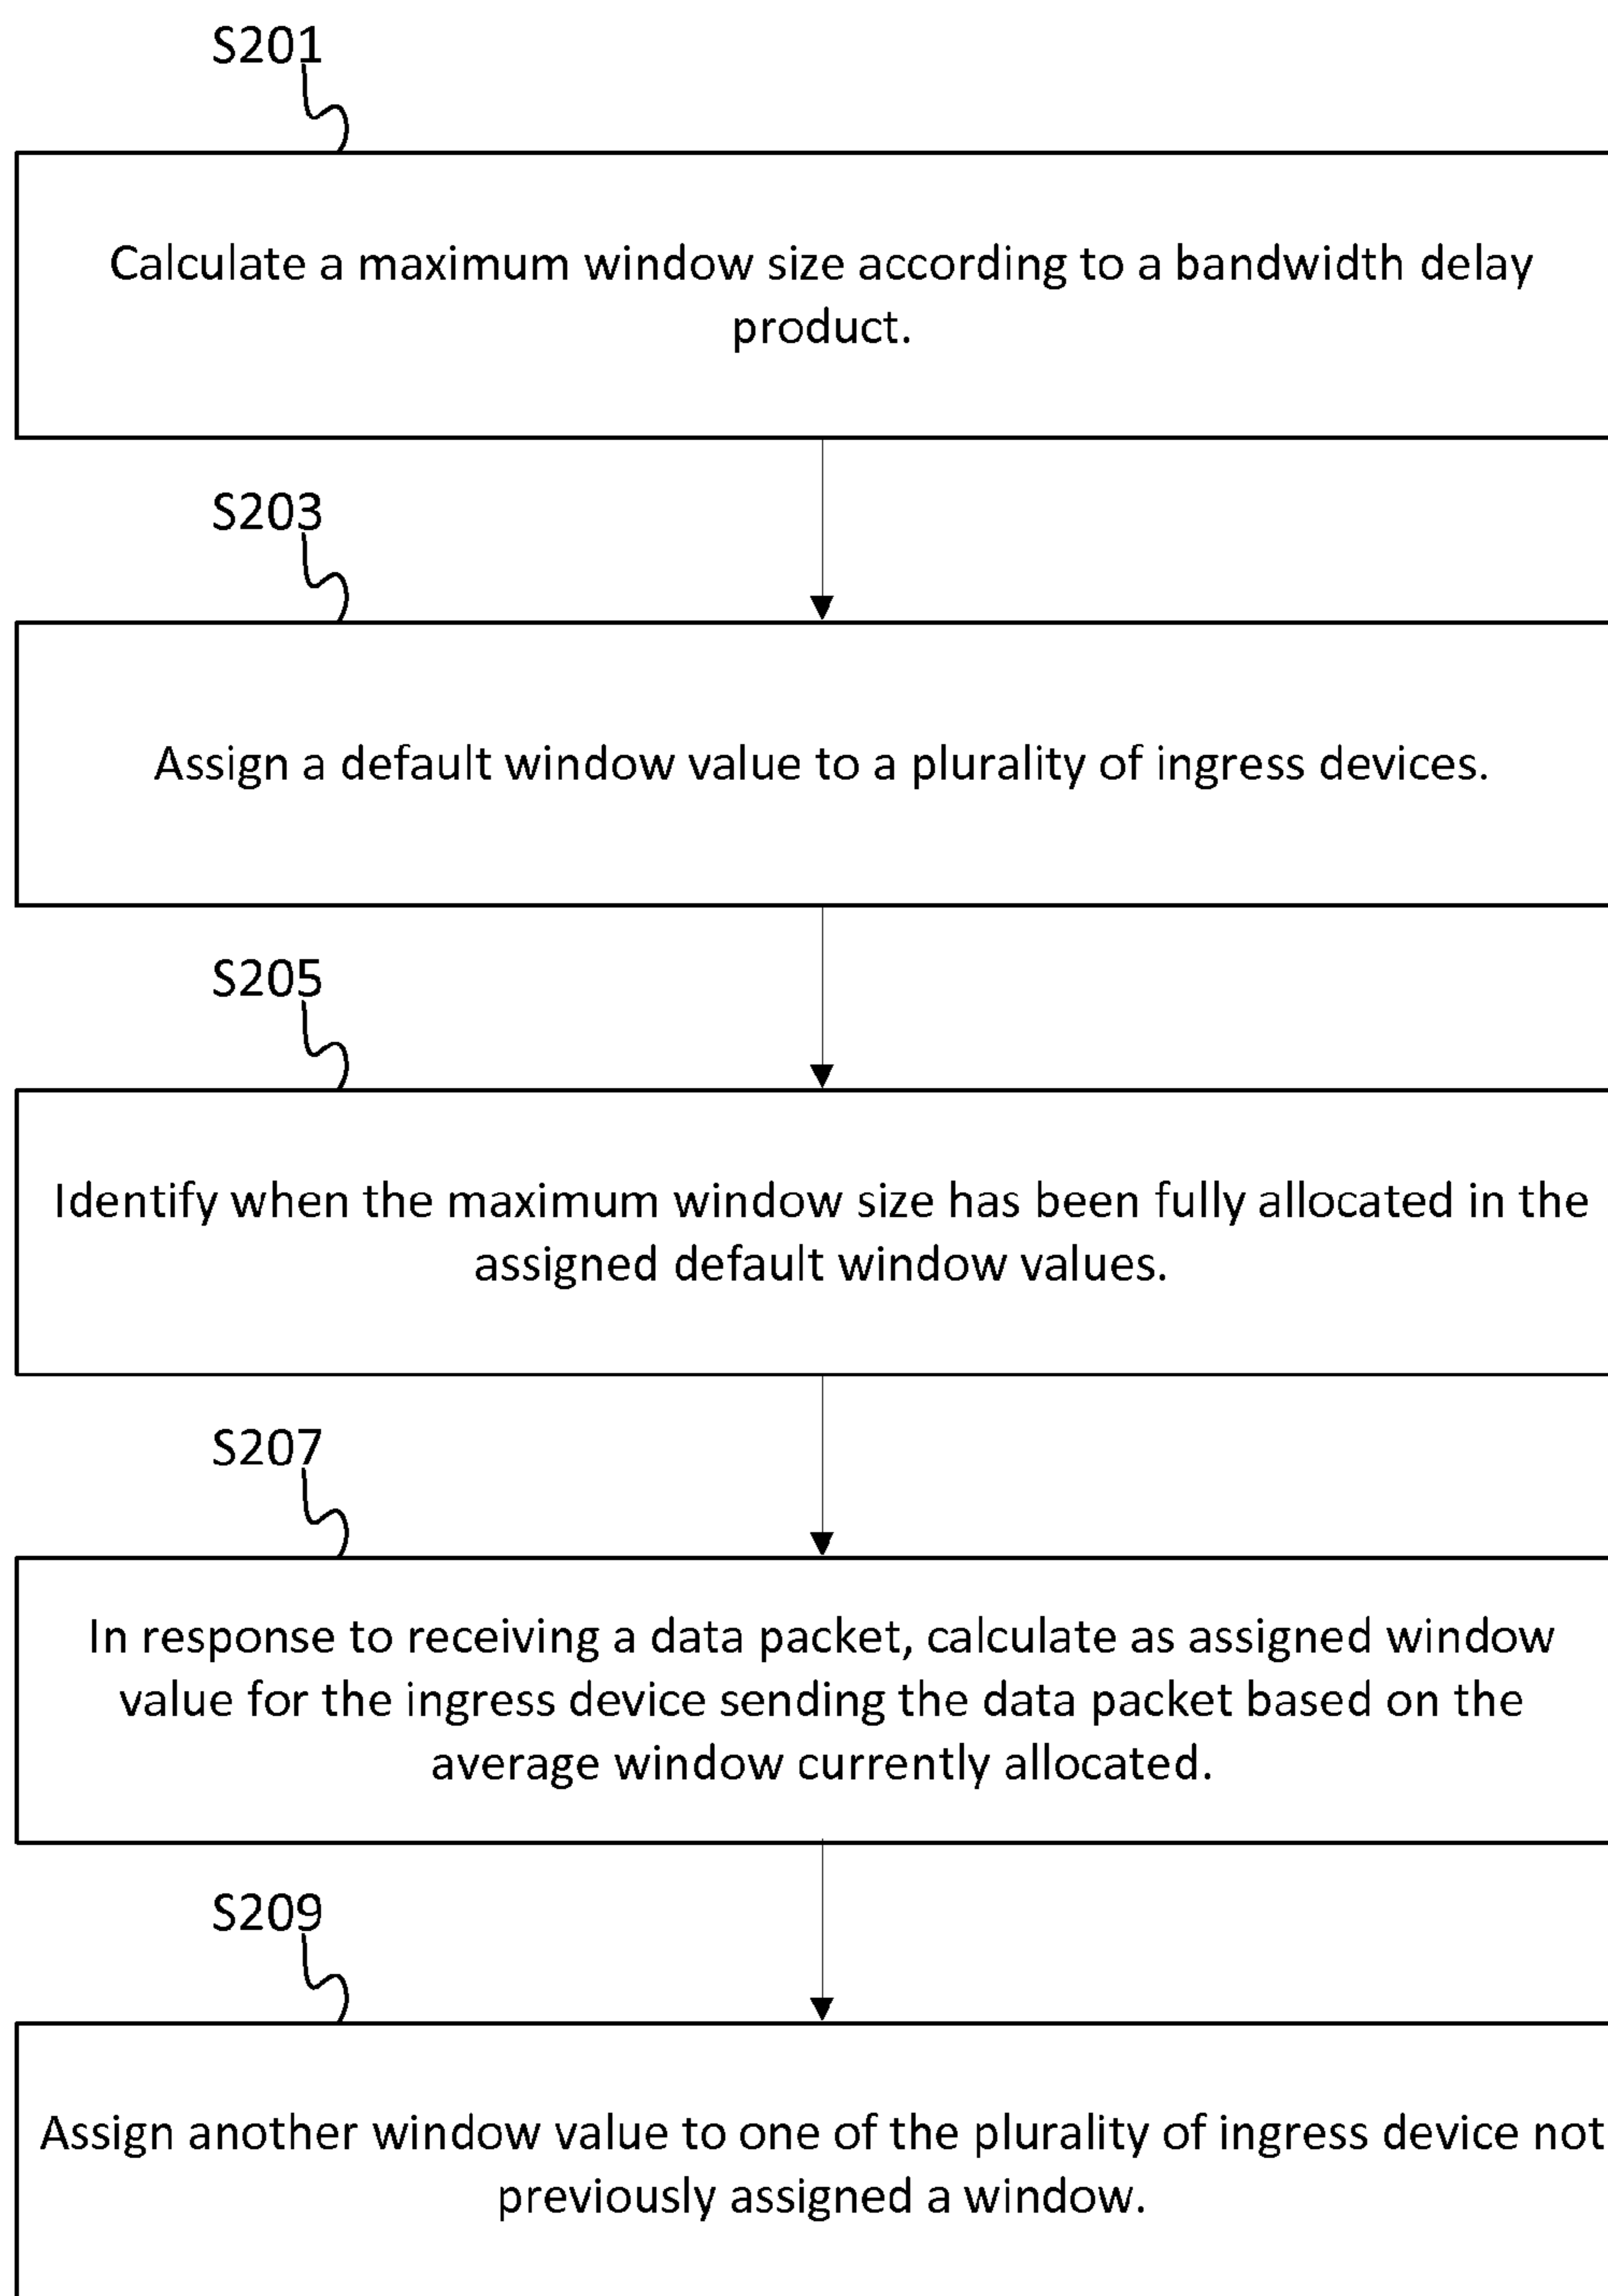 S201
Calculate a maximum window size according to a bandwidth delay
product.
S203
Assign a default window value to a plurality of ingress devices.
S205
Identify when the maximum window size has been fully allocated in the
assigned default window values.
S207
In response to receiving a data packet, calculate as assigned window
value for the ingress device sending the data packet based on the
average window currently allocated.
S209
Assign another window value to one of the plurality of ingress device not
previously assigned a window.